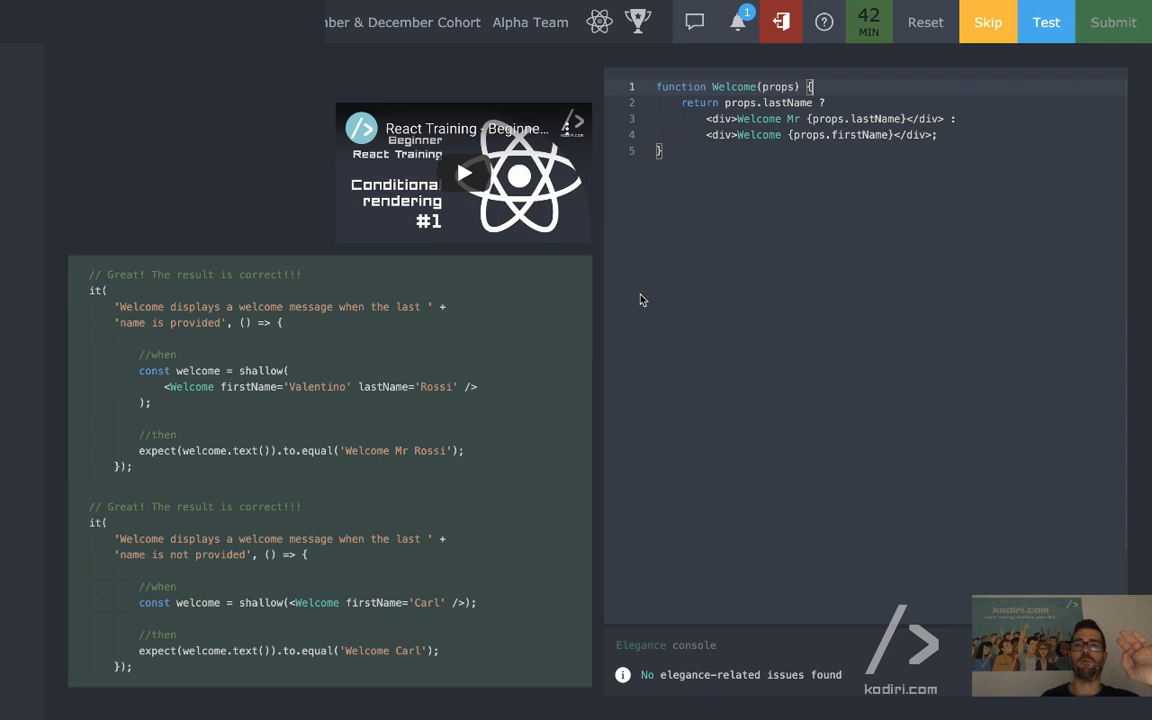 ıber & December Cohort Alpha Team 1 ? 42 MIN Reset Skip Test Submit
React Training - Beginne...
kodiri.com
Beginner
React Training
Conditional
rendering
#1
// Great! The result is correct!!!
it(
'Welcome displays a welcome message when the last ' +
'name is provided', () => {
//when
const welcome = shallow(
<Welcome firstName='Valentino' lastName='Rossi' />
);
//then
expect(welcome.text()).to.equal('Welcome Mr Rossi');
});
// Great! The result is correct!!!
it(
'Welcome displays a welcome message when the last ' +
'name is not provided', () => {
//when
const welcome = shallow(<Welcome firstName='Carl' />);
//then
expect(welcome.text()).to.equal('Welcome Carl');
});
1 function Welcome(props) {
2 return props.lastName ?
3 <div>Welcome Mr {props.lastName}</div> :
4 <div>Welcome {props.firstName}</div>;
5 }
Elegance console
No elegance-related issues found
kodiri.com
kodiri.com